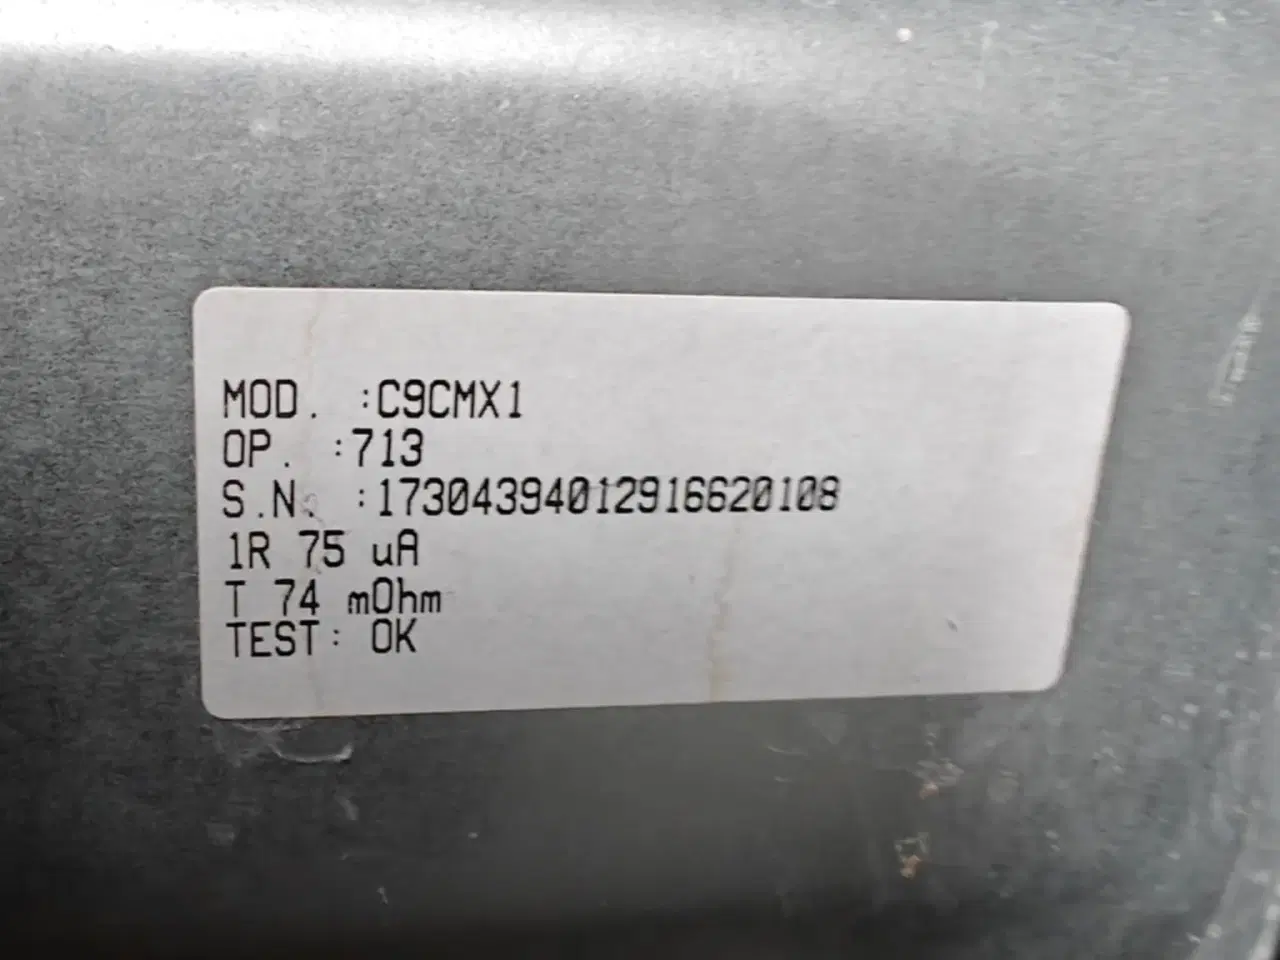 MOD. :C9CMX1
OP. :713
S.N. :17304394012916620108
1R 75 uA
T 74 mOhm
TEST: OK